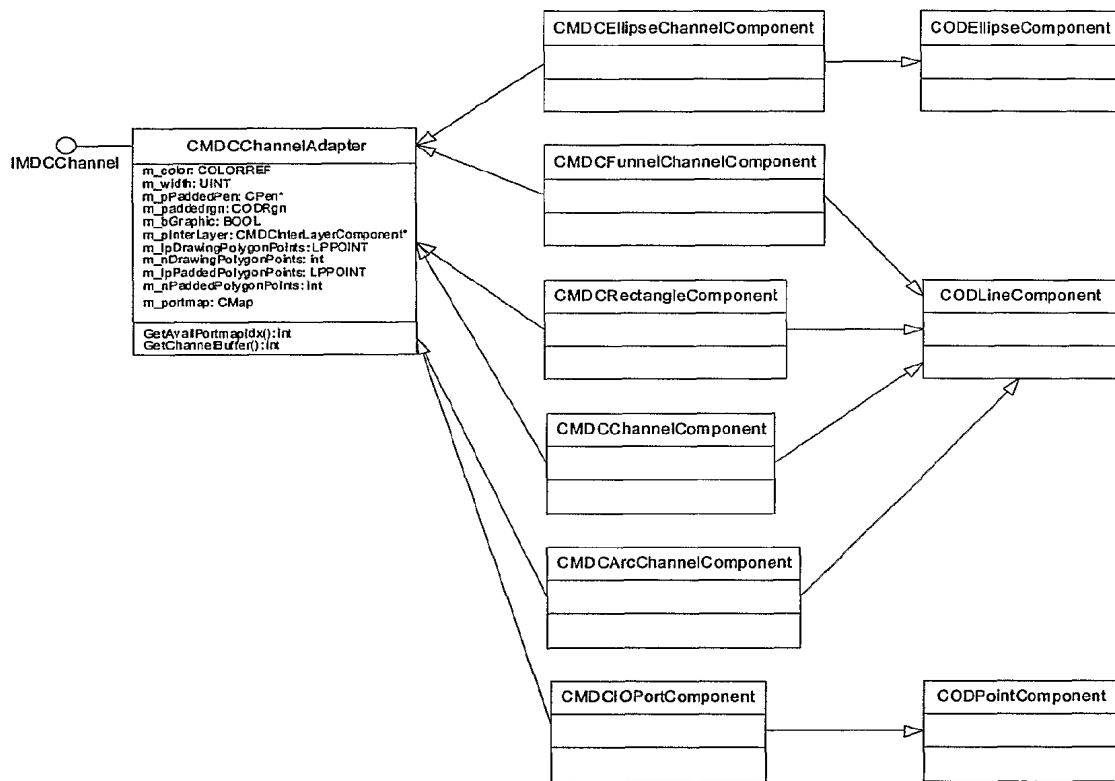 CMDCEllipseChannelComponent
CODEllipseComponent
IMDCChannel
CMDCChannelAdapter
m_color: COLORREF
m_width: UINT
m_pPaddedPen: CPen*
m_paddedrgn: CODRgn
m_bGraphic: BOOL
m_pInterLayer: CMDCInterLayerComponent*
m_lpDrawingPolygonPoints: LPPOINT
m_nDrawingPolygonPoints: int
m_lpPaddedPolygonPoints: LPPOINT
m_nPaddedPolygonPoints: int
m_portmap: CMap
GetAvailPortmapIdx(): int
GetChannelBuffer(): int
CMDCFunnelChannelComponent
CMDCRectangleComponent
CODLineComponent
CMDCChannelComponent
CMDCArcChannelComponent
CMDCIOPortComponent
CODPointComponent